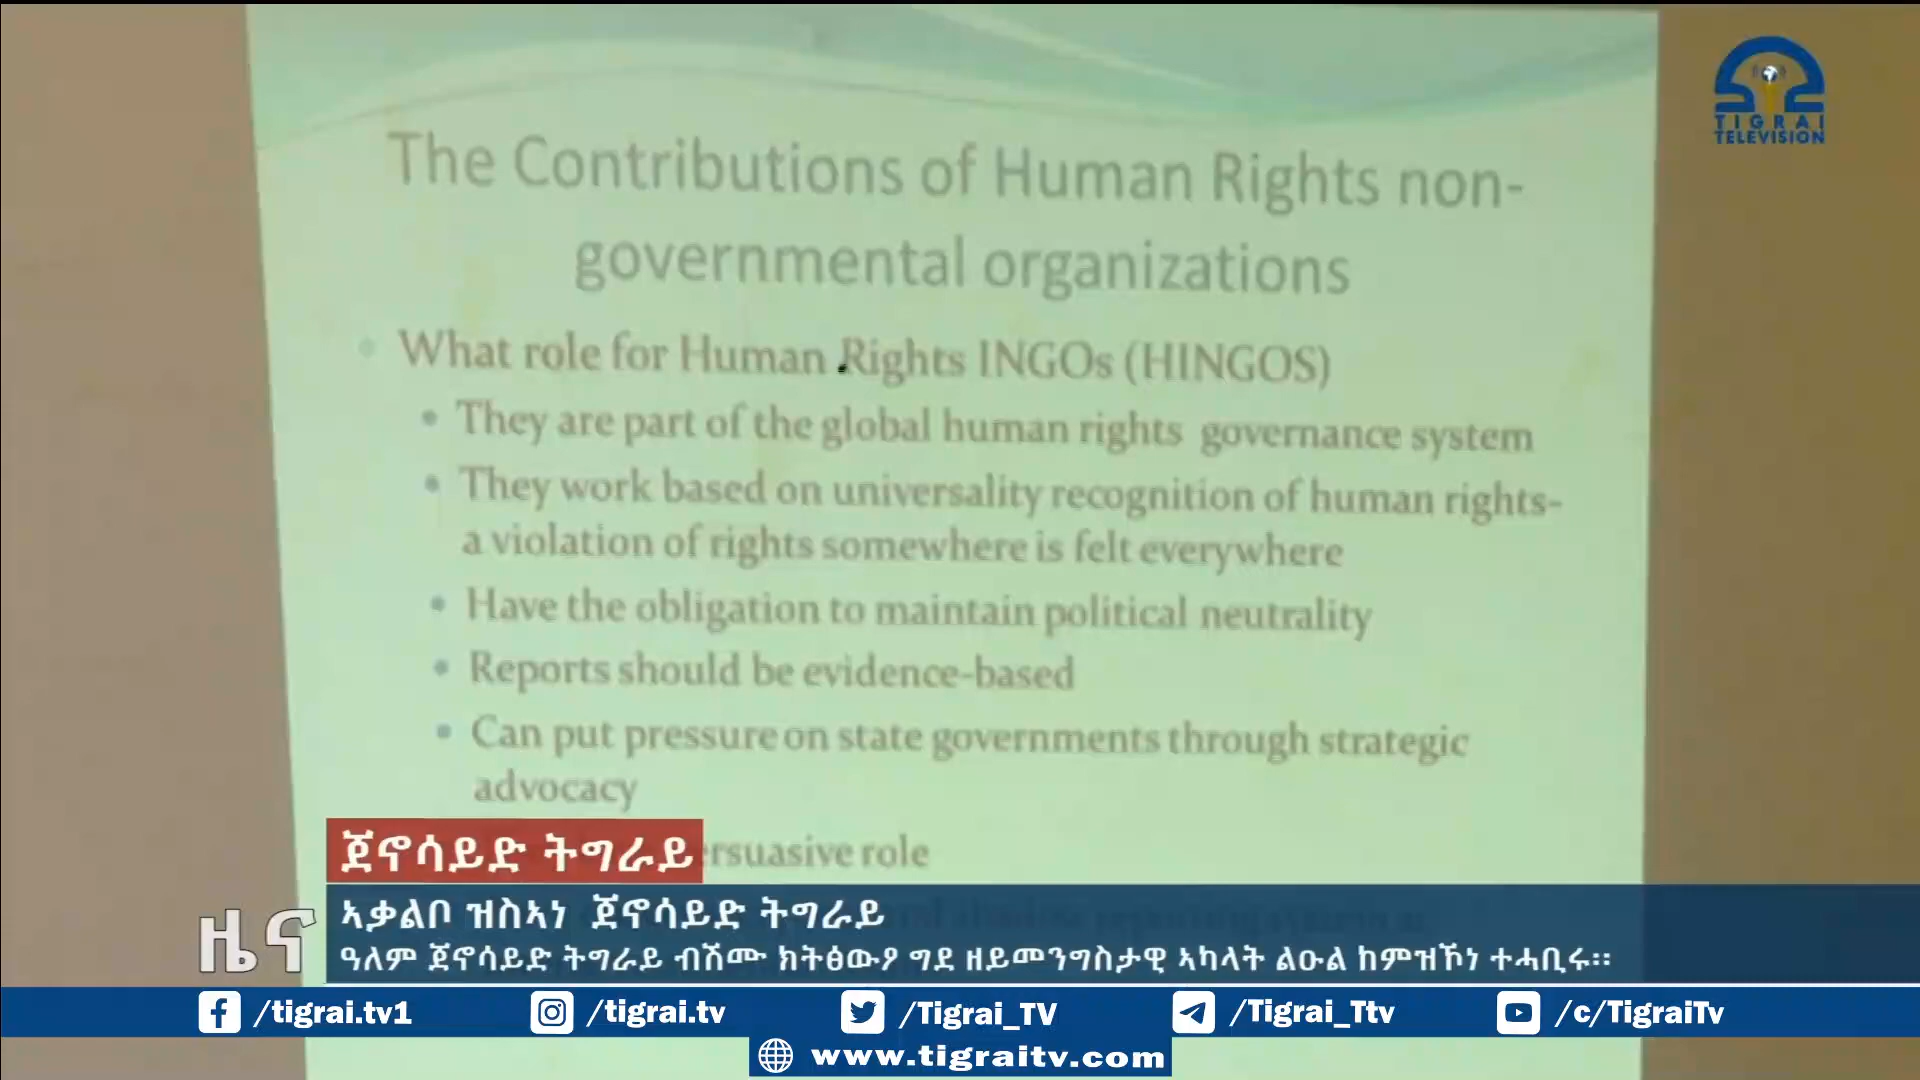 TIGRAI
TELEVISION
The Contributions of Human Rights non-
governmental organizations
What role for Human Rights INGOs (HINGOS)
They are part of the global human rights governance system
They work based on universality recognition of human rights-
a violation of rights somewhere is felt everywhere
Have the obligation to maintain political neutrality
Reports should be evidence-based
Can put pressure on state governments through strategic
advocacy
role
ጀኖሳይድ ትግራይ
ዜና
ኣቃልቦ ዝስኣነ ጀኖሳይድ ትግራይ
ዓለም ጀኖሳይድ ትግራይ ብሽሙ ክትፅውዖ ግደ ዘይመንግስታዊ ኣካላት ልዑል ከምዝኾነ ተሓቢሩ፡፡
/tigrai.tv1
/tigrai.tv
/Tigrai_TV
/Tigrai_Ttv
/c/TigraiTv
www.tigraitv.com